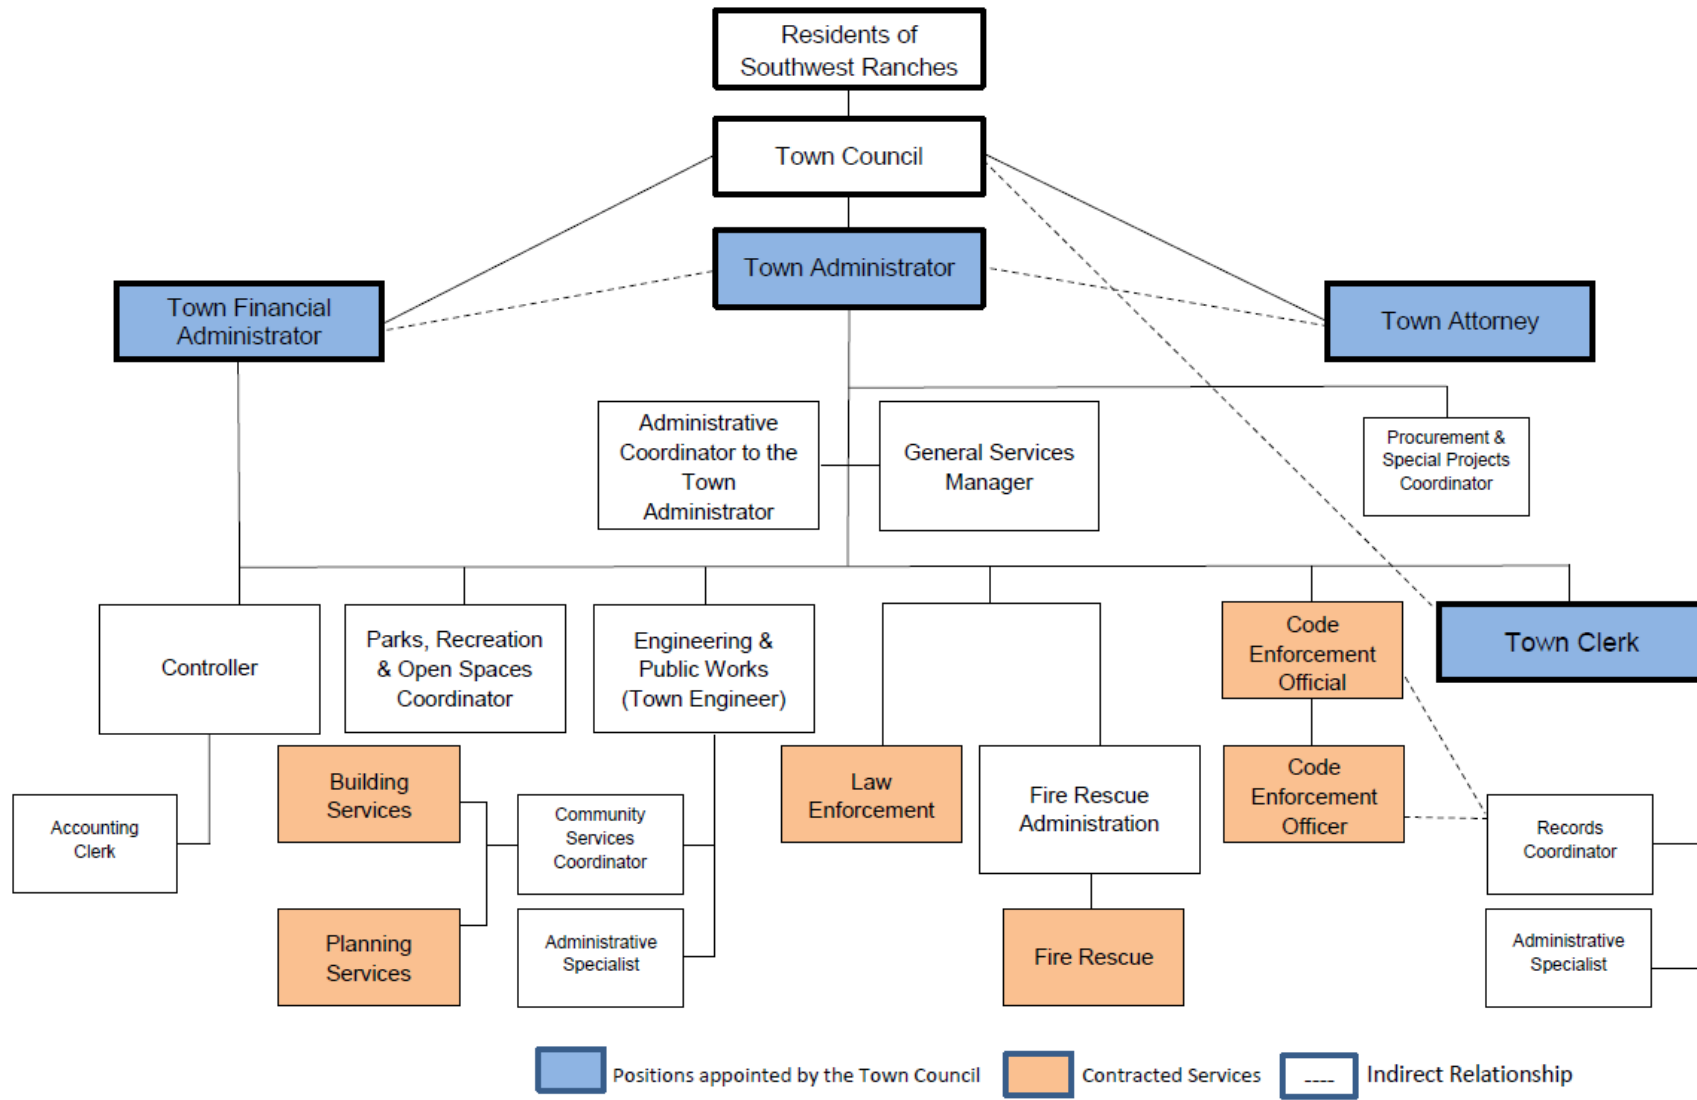 Residents of
Southwest Ranches
Town Council
Town Administrator
Town Financial
Administrator
Town Attorney
Administrative
Coordinator to the
Town
Administrator
General Services
Manager
Procurement &
Special Projects
Coordinator
Controller
Parks, Recreation
& Open Spaces
Coordinator
Engineering &
Public Works
(Town Engineer)
Code
Enforcement
Official
Town Clerk
Building
Services
Law
Enforcement
Fire Rescue
Administration
Code
Enforcement
Officer
Accounting
Clerk
Community
Services
Coordinator
Records
Coordinator
Planning
Services
Administrative
Specialist
Fire Rescue
Administrative
Specialist
Positions appointed by the Town Council
Contracted Services
---- Indirect Relationship